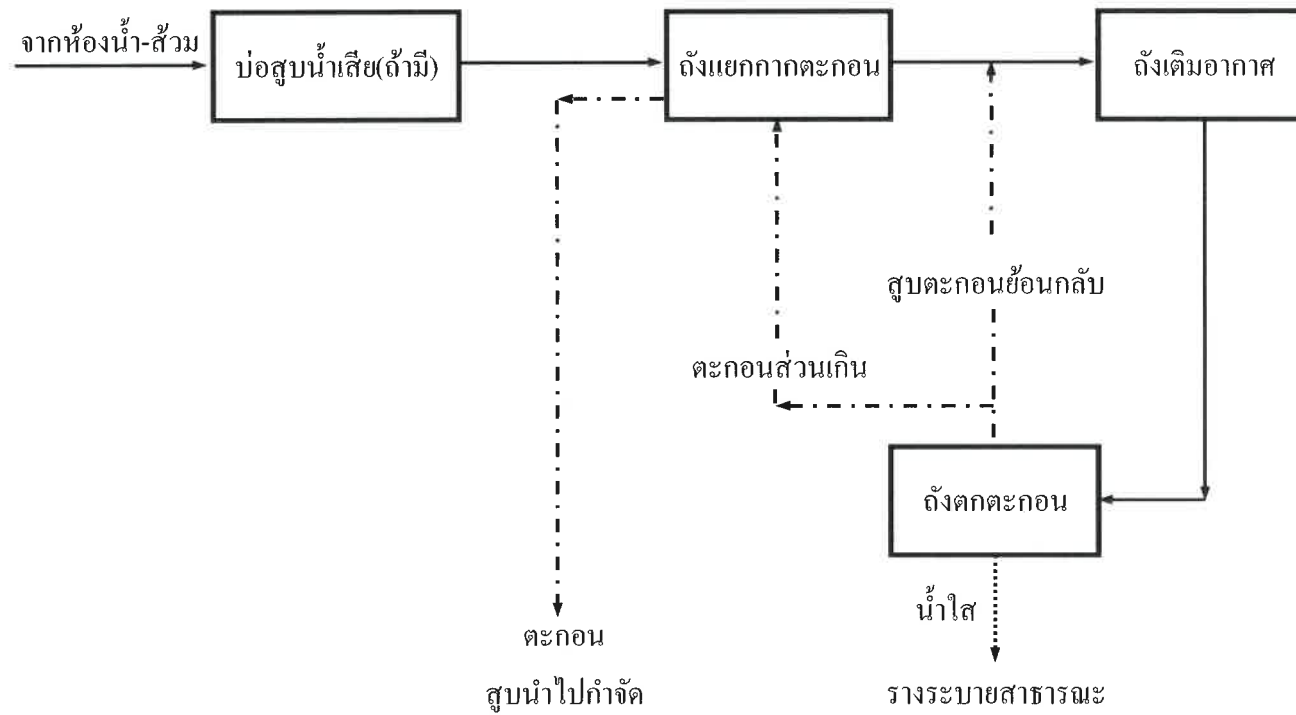 จากห้องน้ำ-ส้วม
บ่อสูบน้ำเสีย(ถ้ามี)
ถังแยกกากตะกอน
ถังเติมอากาศ
สูบตะกอนย้อนกลับ
ตะกอนส่วนเกิน
ถังตกตะกอน
น้ำใส
ตะกอน
สูบนำไปกำจัด
รางระบายสาธารณะ